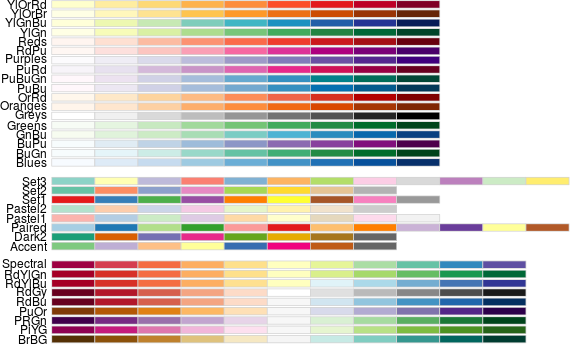 YlOrRd
YlOrBr
YlGnBu
YlGn
Reds
RdPu
Purples
PuRd
PuBuGn
PuBu
OrRd
Oranges
Greys
Greens
GnBu
BuPu
BuGn
Blues
Set3
Set2
Set1
Pastel2
Pastel1
Paired
Dark2
Accent
Spectral
RdYlGn
RdYlBu
RdGy
RdBu
PuOr
PRGn
PiYG
BrBG